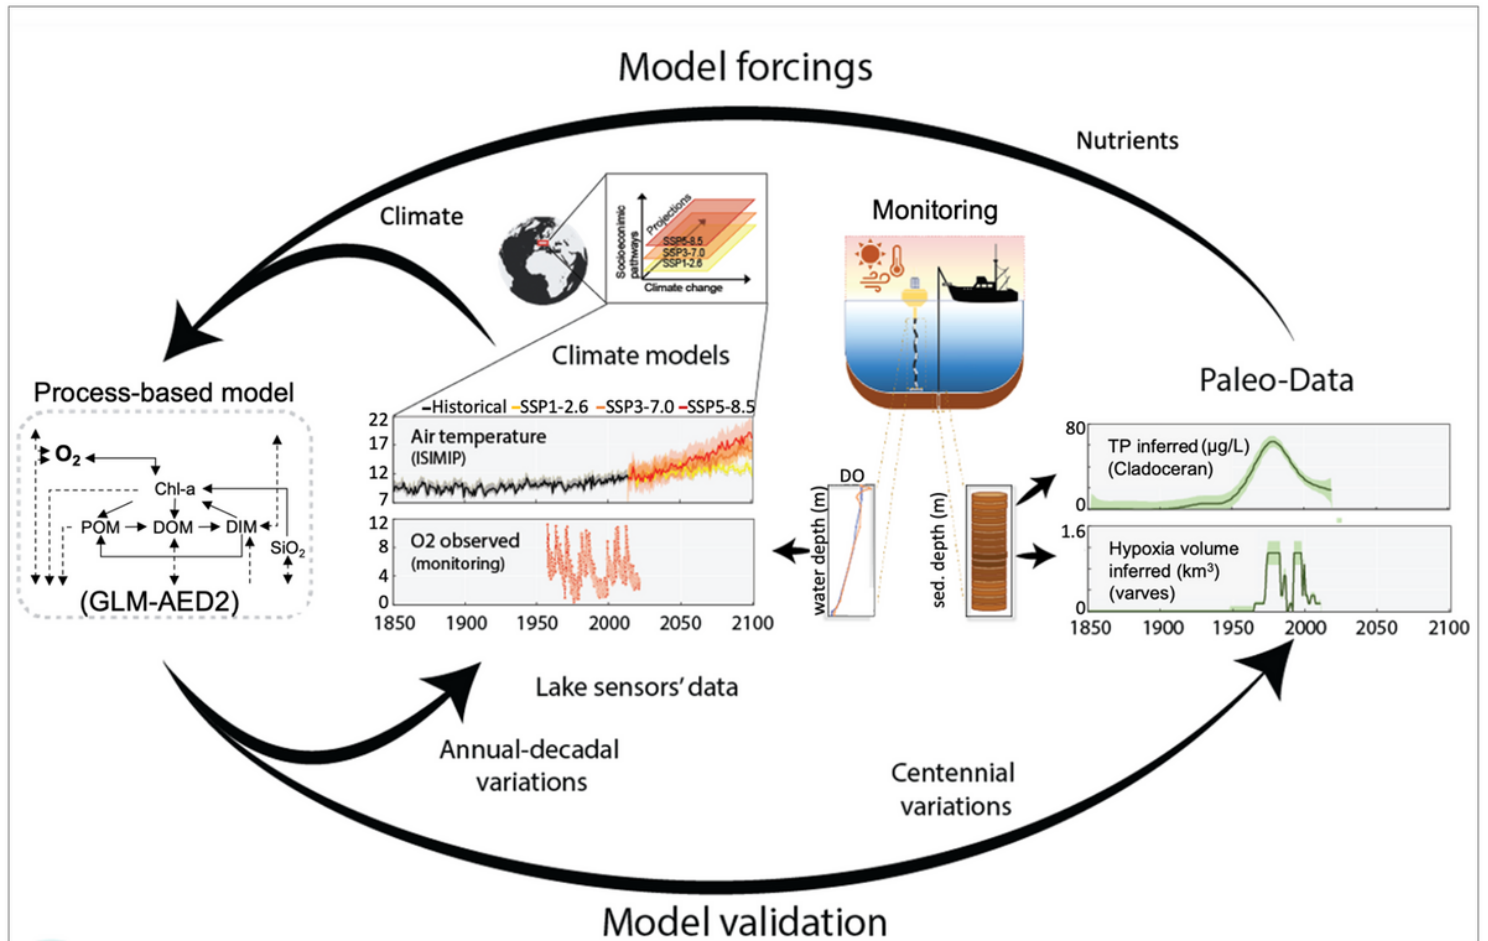 Model forcings
Nutrients
Climate
Socioeconimic
pathways
Projections
SSP5-8.5
SSP3-7.0
SSP1-2.6
Climate change
Monitoring
Climate models
Paleo-Data
Process-based model
O2
Chl-a
POM
DOM
DIM
SiO2
(GLM-AED2)
Historical
SSP1-2.6
SSP3-7.0
SSP5-8.5
22
17
12
7
Air temperature
(ISIMIP)
12
8
4
0
O2 observed
(monitoring)
1850
1900
1950
2000
2050
2100
DO
water depth (m)
sed. depth (m)
80
0
TP inferred (µg/L)
(Cladoceran)
1.6
0
Hypoxia volume
inferred (km³)
(varves)
1850
1900
1950
2000
2050
2100
Lake sensors' data
Annual-decadal
variations
Centennial
variations
Model validation